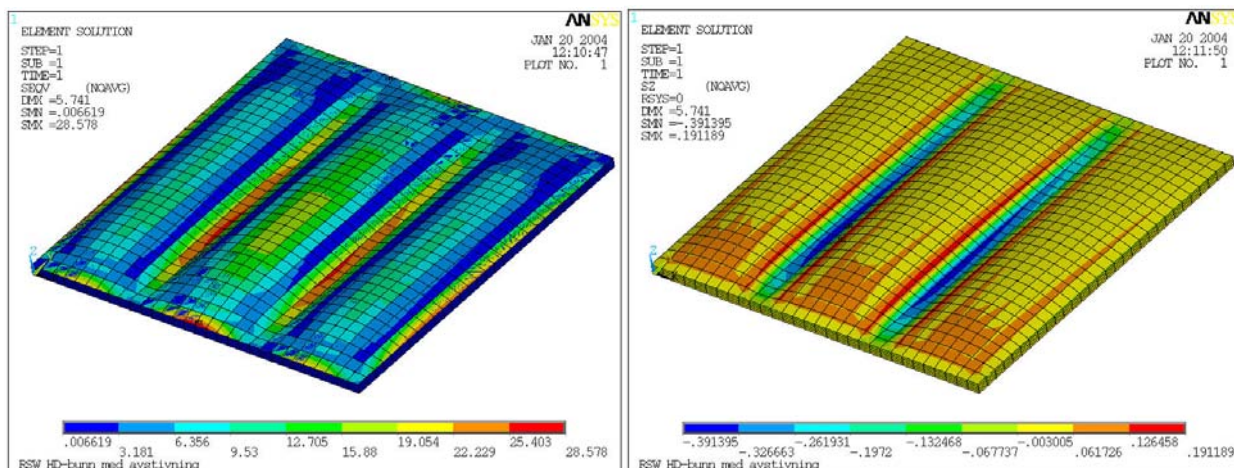 1
ANSYS
ELEMENT SOLUTION
JAN 20 2004
12:10:47
PLOT NO. 1
STEP=1
SUB =1
TIME=1
SEQV (NOAVG)
DMX =5.741
SMN =.006619
SMX =28.578
Z
.006619 6.356 12.705 19.054 25.403
3.181 9.53 15.88 22.229 28.578
RSW HD-bunn med avstivning
1
ANSYS
ELEMENT SOLUTION
JAN 20 2004
12:11:50
PLOT NO. 1
STEP=1
SUB =1
TIME=1
SZ (NOAVG)
RSYS=0
DMX =5.741
SMN =-.391395
SMX =.191189
Z
-.391395 -.261931 -.132468 -.003005 .126458
-.326663 -.1972 -.067737 .061726 .191189
RSW HD-bunn med avstivning